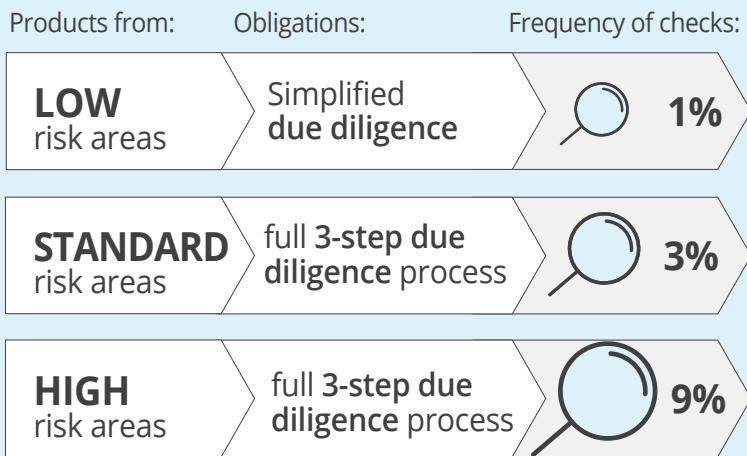 Products from:
Obligations:
Frequency of checks:
LOW
risk areas
Simplified
due diligence
1%
STANDARD
risk areas
full 3-step due
diligence process
3%
HIGH
risk areas
full 3-step due
diligence process
9%